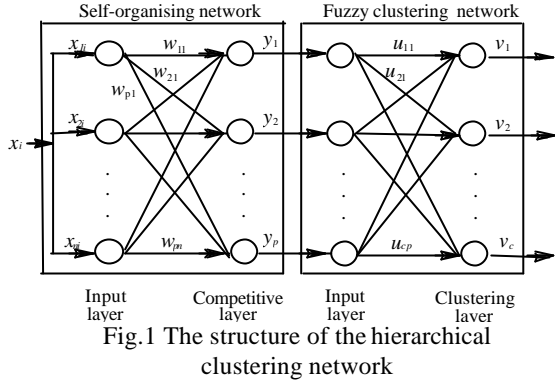 Self-organising network Fuzzy clustering network
x1i w11 y1 u11 v1
w21 u21
wp1
x2i y2 v2
xi
xni wpn yp ucp vc
Input layer Competitive layer Input layer Clustering layer
Fig.1 The structure of the hierarchical
clustering network